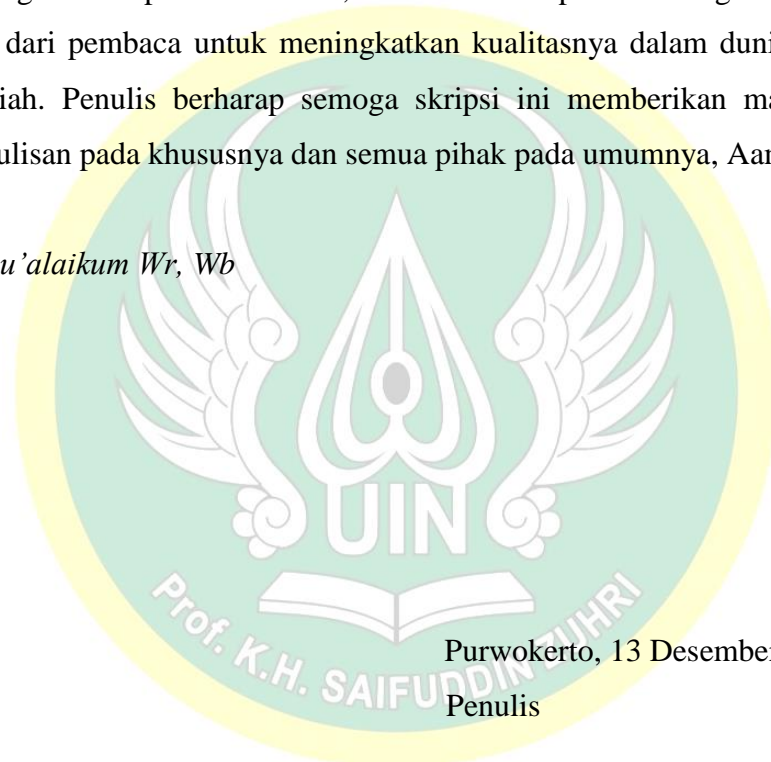 dari pembaca untuk meningkatkan kualitasnya dalam duni
iah. Penulis berharap semoga skripsi ini memberikan ma
ulisan pada khususnya dan semua pihak pada umumnya, Aam
u’alaikum Wr, Wb
UIN
Prof. K.H. SAIFUDDIN ZUHRI
Purwokerto, 13 Desember
Penulis